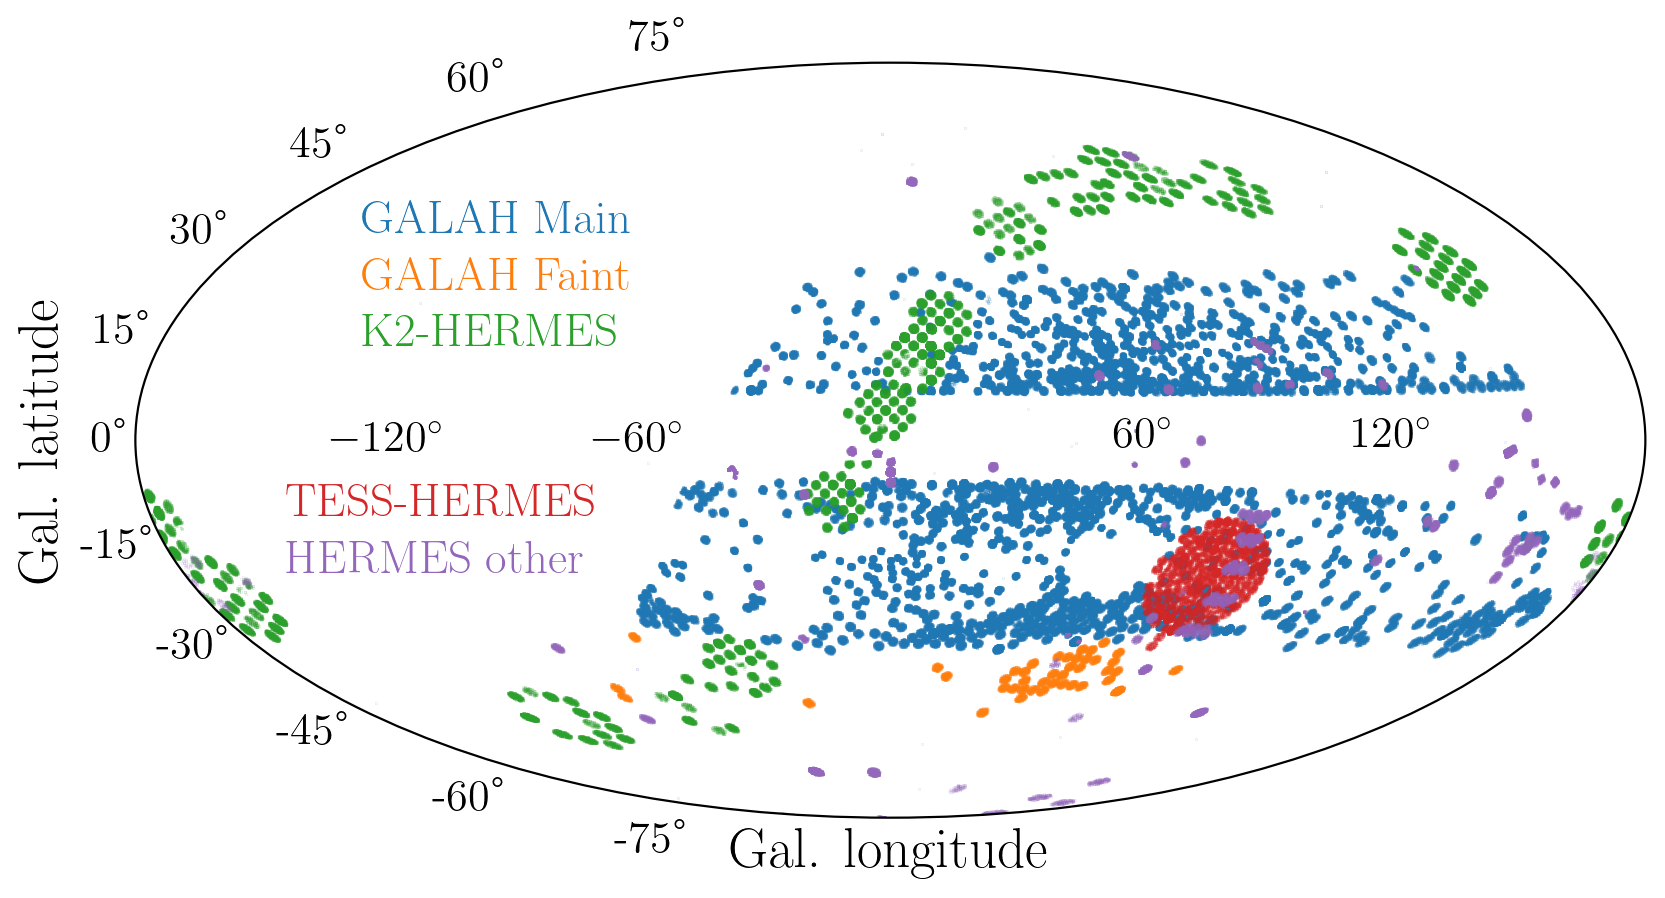 75°
60°
45°
30°
15°
0°
-15°
-30°
-45°
-60°
-75°
Gal. latitude
GALAH Main
GALAH Faint
K2-HERMES
−120° −60° 60° 120°
TESS-HERMES
HERMES other
Gal. longitude